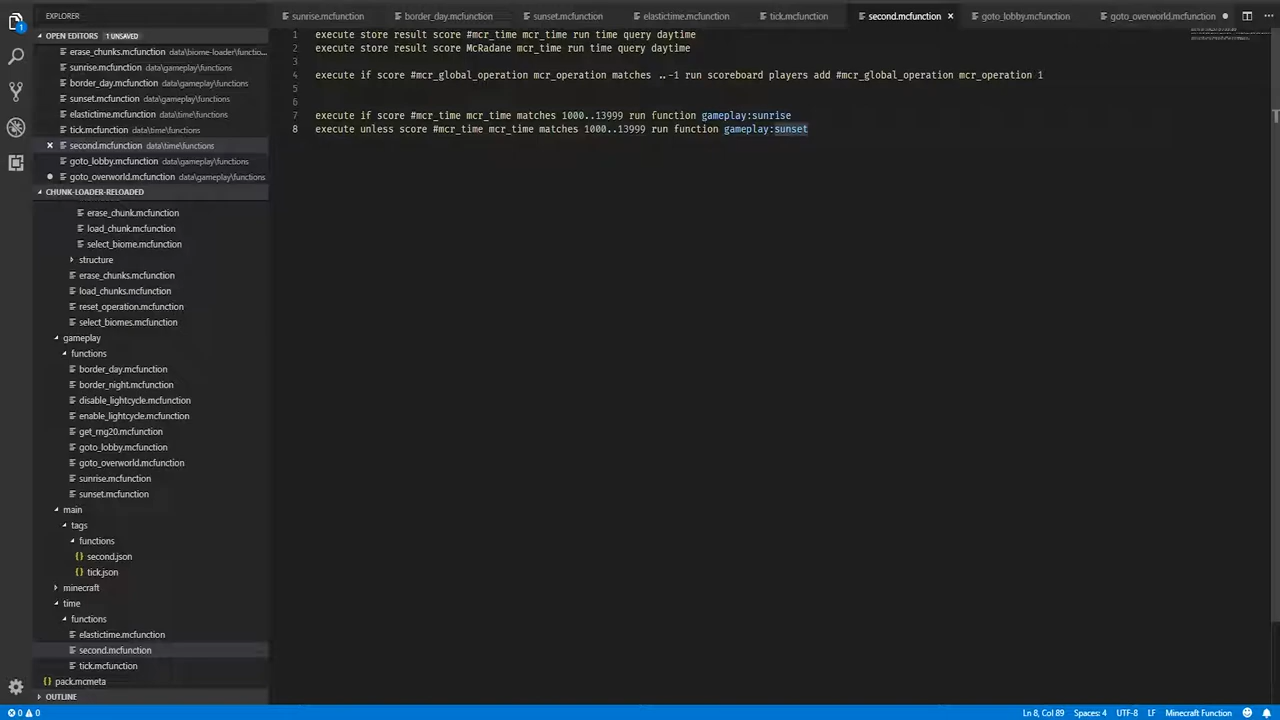 EXPLORER
OPEN EDITORS 1 UNSAVED
erase_chunks.mcfunction data\biome-loader\functio...
sunrise.mcfunction data\gameplay\functions
border_day.mcfunction data\gameplay\functions
sunset.mcfunction data\gameplay\functions
elastictime.mcfunction data\time\functions
tick.mcfunction data\time\functions
second.mcfunction data\time\functions
goto_lobby.mcfunction data\gameplay\functions
goto_overworld.mcfunction data\gameplay\functions
CHUNK-LOADER-RELOADED
erase_chunk.mcfunction
load_chunk.mcfunction
select_biome.mcfunction
structure
erase_chunks.mcfunction
load_chunks.mcfunction
reset_operation.mcfunction
select_biomes.mcfunction
gameplay
functions
border_day.mcfunction
border_night.mcfunction
disable_lightcycle.mcfunction
enable_lightcycle.mcfunction
get_rng20.mcfunction
goto_lobby.mcfunction
goto_overworld.mcfunction
sunrise.mcfunction
sunset.mcfunction
main
tags
functions
second.json
tick.json
minecraft
time
functions
elastictime.mcfunction
second.mcfunction
tick.mcfunction
pack.mcmeta
OUTLINE
sunrise.mcfunction border_day.mcfunction sunset.mcfunction elastictime.mcfunction tick.mcfunction second.mcfunction goto_lobby.mcfunction goto_overworld.mcfunction
1 execute store result score #mcr_time mcr_time run time query daytime
2 execute store result score McRadane mcr_time run time query daytime
3
4 execute if score #mcr_global_operation mcr_operation matches ..-1 run scoreboard players add #mcr_global_operation mcr_operation 1
5
6
7 execute if score #mcr_time mcr_time matches 1000..13999 run function gameplay:sunrise
8 execute unless score #mcr_time mcr_time matches 1000..13999 run function gameplay:sunset
0 0 Ln 8, Col 89 Spaces: 4 UTF-8 LF Minecraft Function